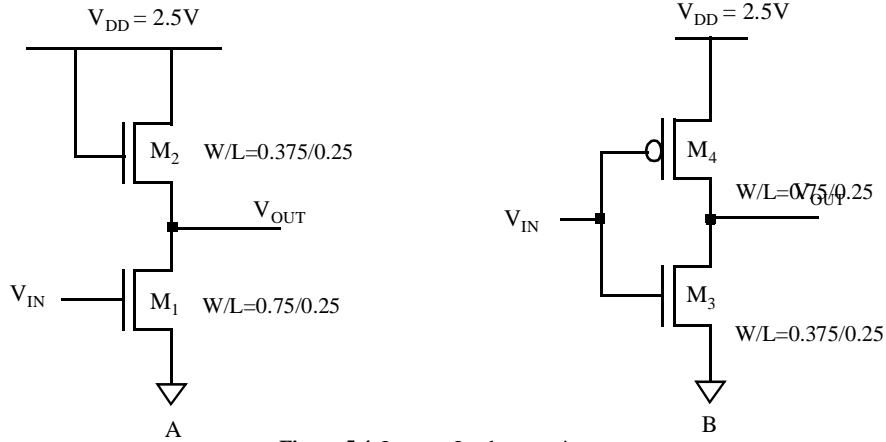 V_DD = 2.5V
M_2 W/L=0.375/0.25
V_OUT
V_IN
M_1 W/L=0.75/0.25
A
V_DD = 2.5V
M_4
W/L=0.75/0.25
V_OUT
V_IN
M_3
W/L=0.375/0.25
B